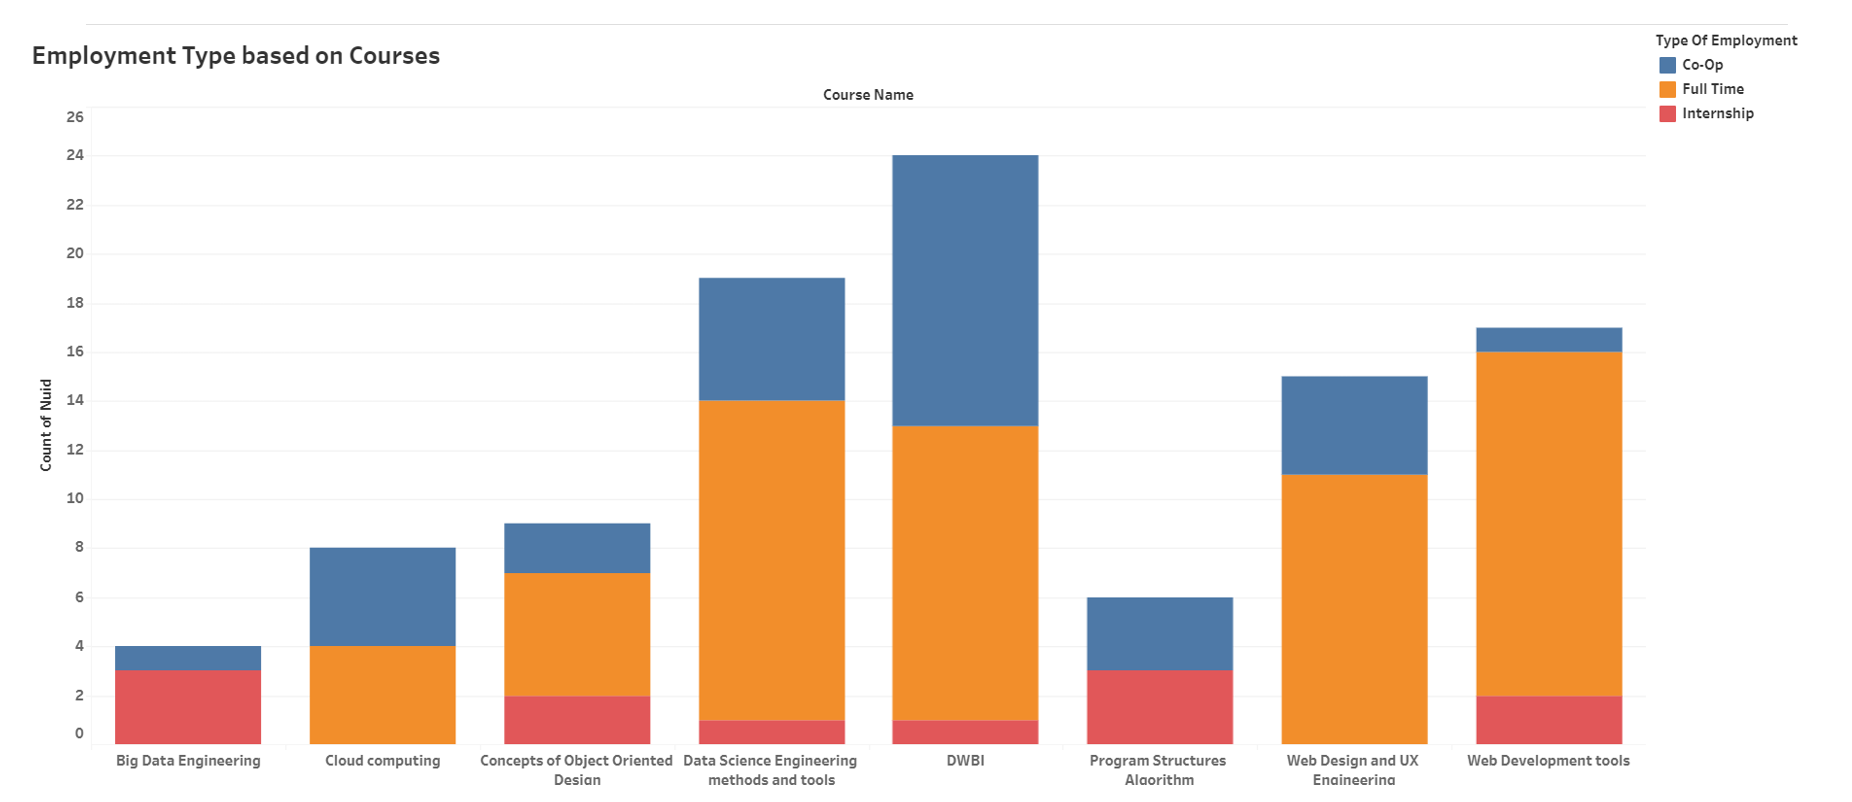 Employment Type based on Courses
Type Of Employment
Co-Op
Full Time
Internship
Course Name
Count of Nuid
26
24
22
20
18
16
14
12
10
8
6
4
2
0
Big Data Engineering
Cloud computing
Concepts of Object Oriented
Design
Data Science Engineering
methods and tools
DWBI
Program Structures
Algorithm
Web Design and UX
Engineering
Web Development tools